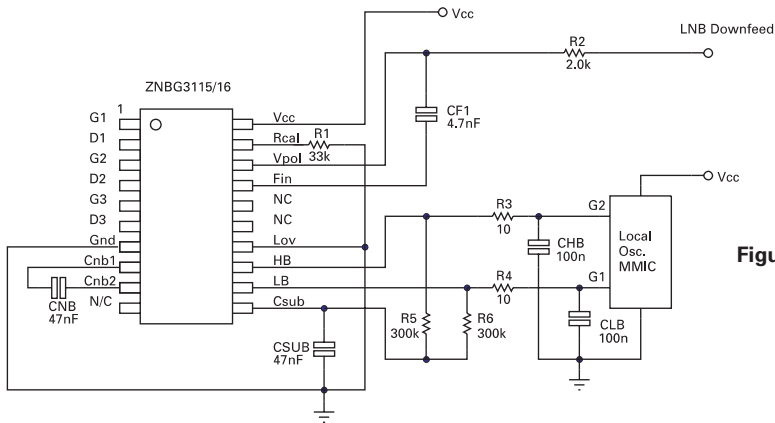 Vcc
LNB Downfeed
R2
2.0k
ZNBG3115/16
1
CF1
4.7nF
G1
D1
G2
D2
G3
D3
Gnd
Cnb1
Cnb2
N/C
Vcc
Rcal
Vpol
Fin
NC
NC
Lov
HB
LB
Csub
R1
33k
Vcc
R3
10
G2
CHB
100n
Local
Osc.
MMIC
R4
10
G1
CLB
100n
R5
300k
R6
300k
CNB
47nF
CSUB
47nF
Figu